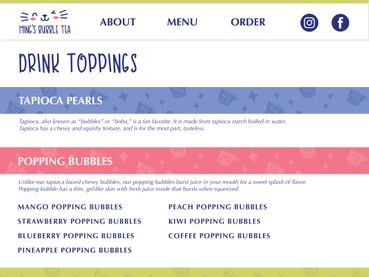 MING'S BUBBLE TEA
ABOUT MENU ORDER
DRINK TOPPINGS
TAPIOCA PEARLS
Tapioca, also known as "bubbles" or "boba," is a fan favorite. It is made from tapioca starch boiled in water.
Tapioca has a chewy and squishy texture, and is for the most part, tasteless.
POPPING BUBBLES
Unlike our tapioca based chewy bubbles, our popping bubbles burst juice in your mouth for a sweet splash of flavor.
Popping bubble has a thin, gel-like skin with fresh juice inside that bursts when squeezed.
MANGO POPPING BUBBLES
STRAWBERRY POPPING BUBBLES
BLUEBERRY POPPING BUBBLES
PINEAPPLE POPPING BUBBLES
PEACH POPPING BUBBLES
KIWI POPPING BUBBLES
COFFEE POPPING BUBBLES